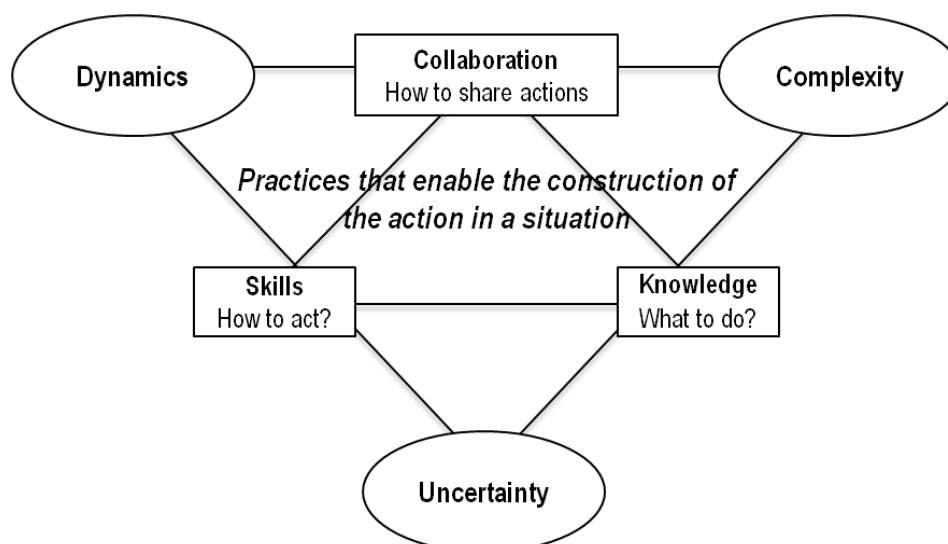 Dynamics
Collaboration
How to share actions
Complexity
Practices that enable the construction of
the action in a situation
Skills
How to act?
Knowledge
What to do?
Uncertainty